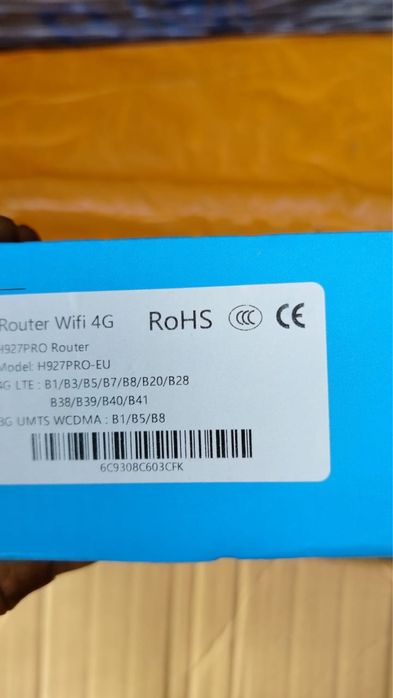 Router Wifi 4G RoHS CCC CE
H927PRO Router
Model: H927PRO-EU
4G LTE : B1/B3/B5/B7/B8/B20/B28
B38/B39/B40/B41
3G UMTS WCDMA : B1/B5/B8
6C9308C603CFK